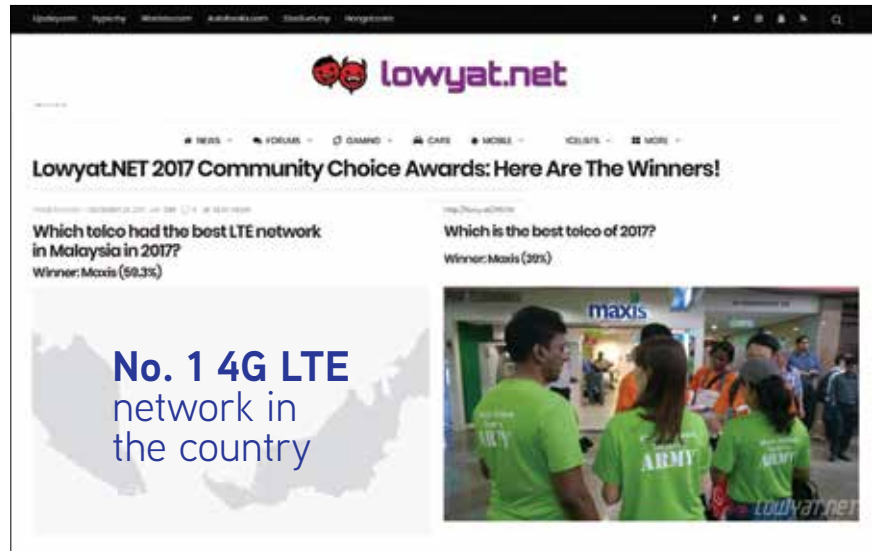 lowyat.net
NEWS
FORUMS
GAMING
CARS
MOBILE
MORE
Lowyat.NET 2017 Community Choice Awards: Here Are The Winners!
Which telco had the best LTE network
in Malaysia in 2017?
Winner: Maxis (59.3%)
No. 1 4G LTE
network in
the country
Which is the best telco of 2017?
Winner: Maxis (39%)
maxis
ARMY
ARMY
ARMY
LOWYAT.NET